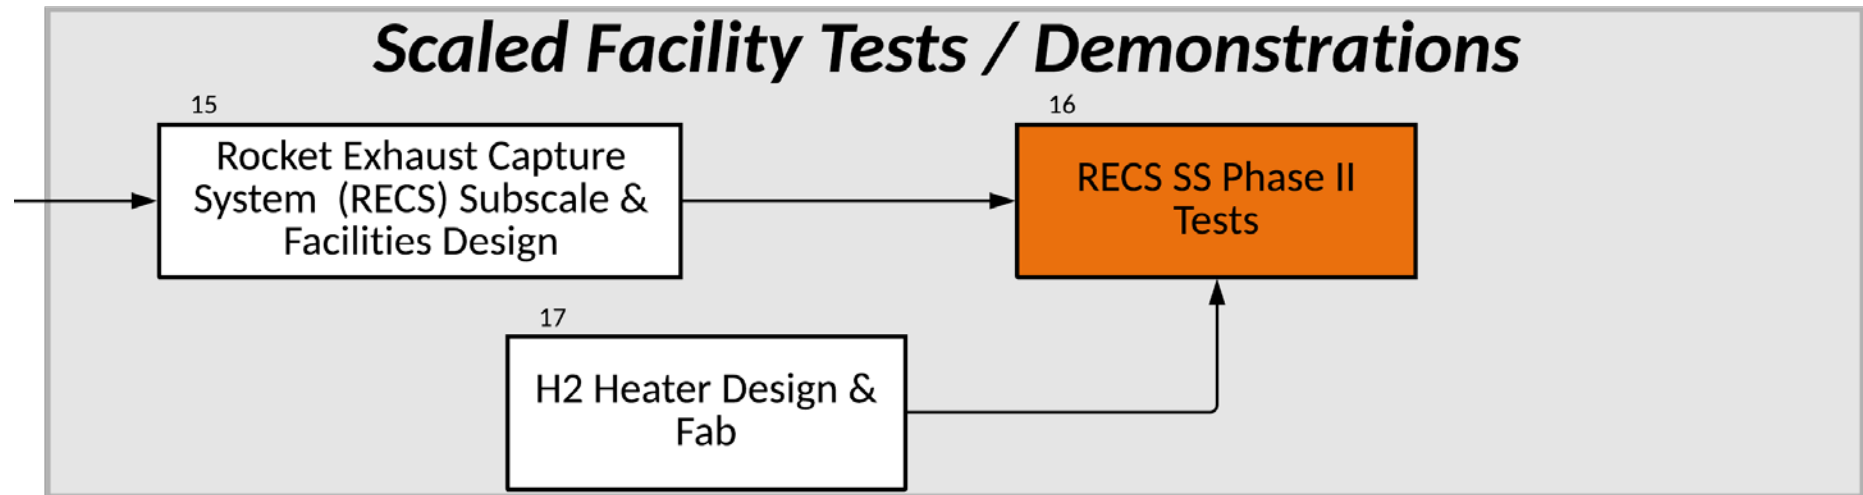 Scaled Facility Tests / Demonstrations
15
Rocket Exhaust Capture
System  (RECS) Subscale &
Facilities Design
16
RECS SS Phase II
Tests
17
H2 Heater Design &
Fab